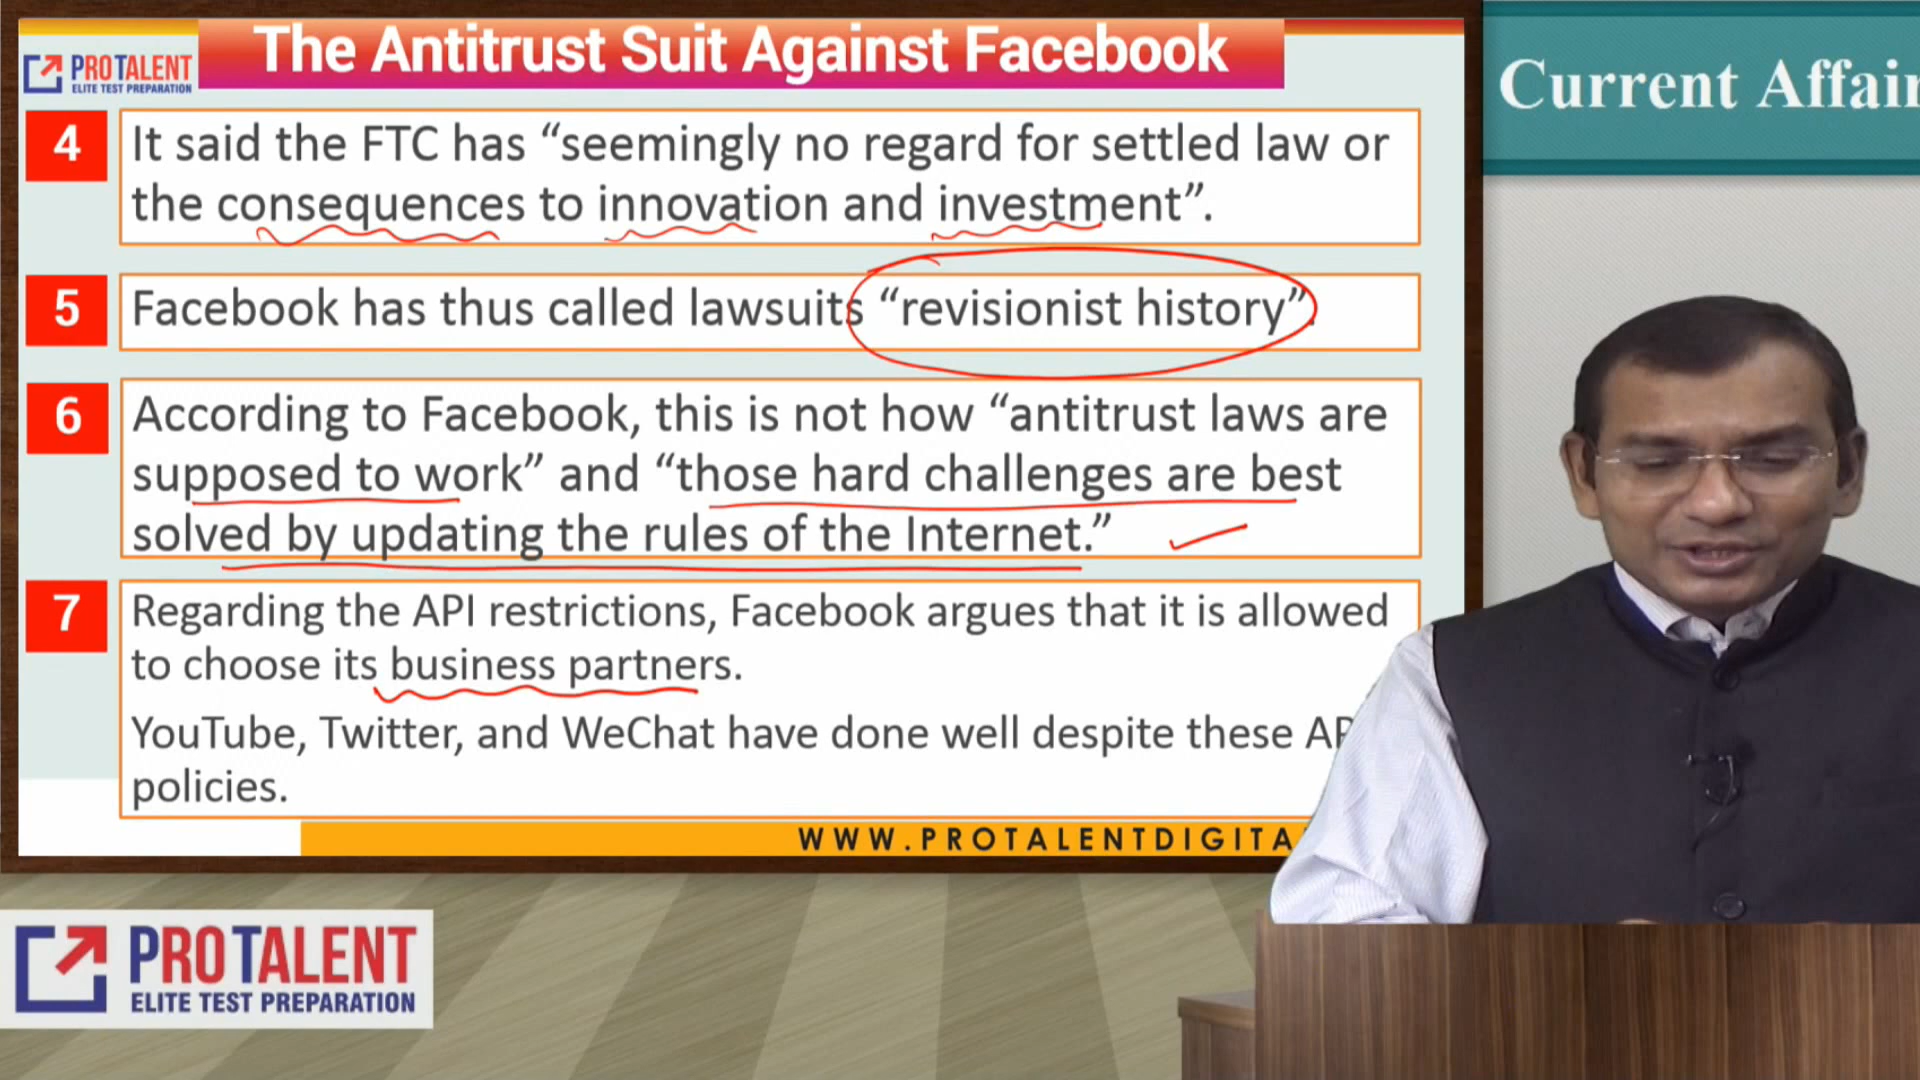 The Antitrust Suit Against Facebook
PROTALENT
ELITE TEST PREPARATION
Current Affair
4
It said the FTC has “seemingly no regard for settled law or
the consequences to innovation and investment”.
5
Facebook has thus called lawsuits “revisionist history”.
6
According to Facebook, this is not how “antitrust laws are
supposed to work” and “those hard challenges are best
solved by updating the rules of the Internet.”
7
Regarding the API restrictions, Facebook argues that it is allowed
to choose its business partners.
YouTube, Twitter, and WeChat have done well despite these AP
policies.
WWW.PROTALENTDIGITA
PROTALENT
ELITE TEST PREPARATION